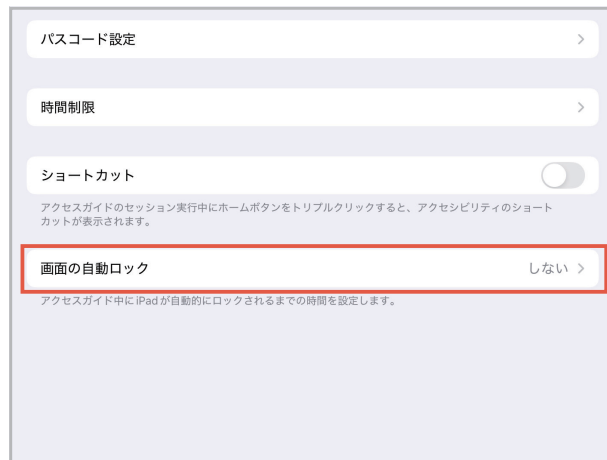 パスコード設定
時間制限
ショートカット
アクセスガイドのセッション実行中にホームボタンをトリプルクリックすると、アクセシビリティのショート
カットが表示されます。
画面の自動ロック しない
アクセスガイド中にiPadが自動的にロックされるまでの時間を設定します。